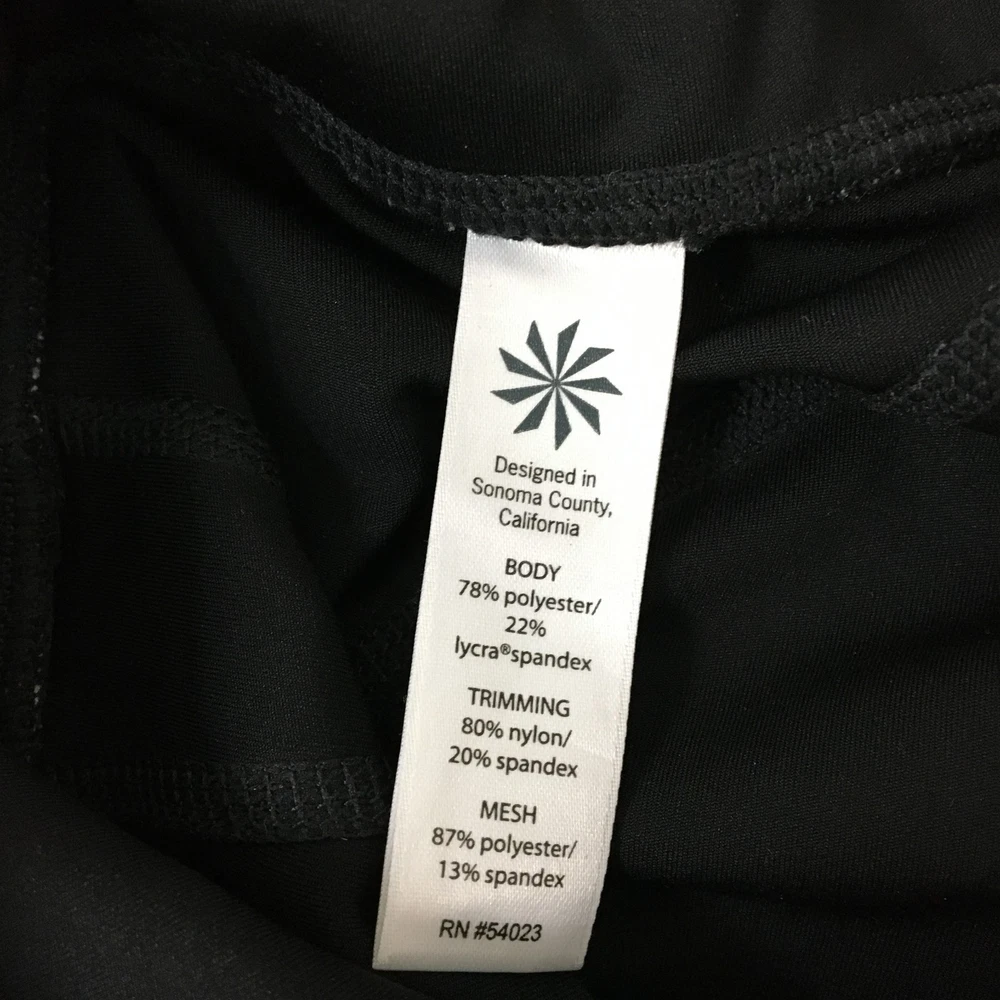 Designed in
Sonoma County,
California
BODY
78% polyester/
22%
lycra®spandex
TRIMMING
80% nylon/
20% spandex
MESH
87% polyester/
13% spandex
RN #54023